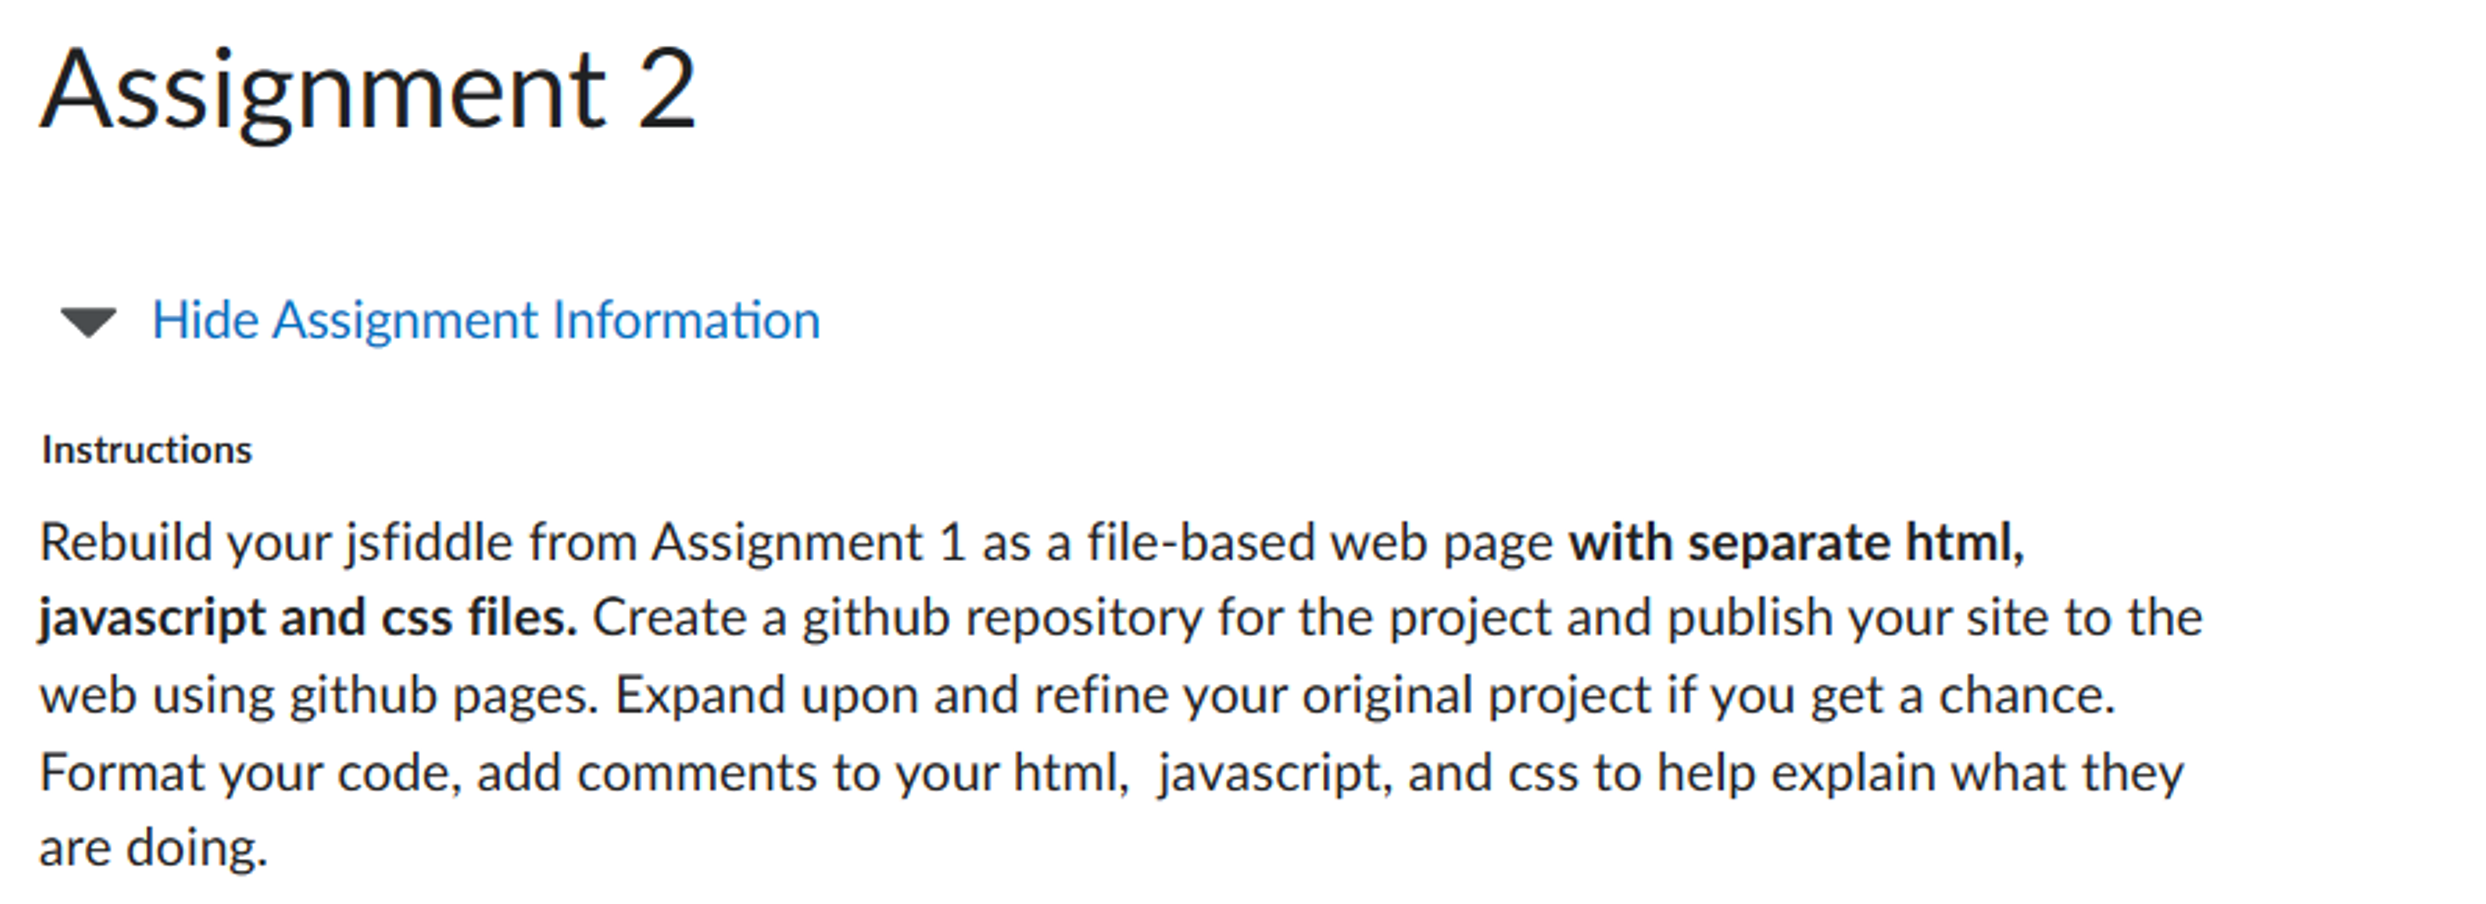 Assignment 2
Hide Assignment Information
Instructions
Rebuild your jsfiddle from Assignment 1 as a file-based web page with separate html,
javascript and css files. Create a github repository for the project and publish your site to the
web using github pages. Expand upon and refine your original project if you get a chance.
Format your code, add comments to your html,  javascript, and css to help explain what they
are doing.